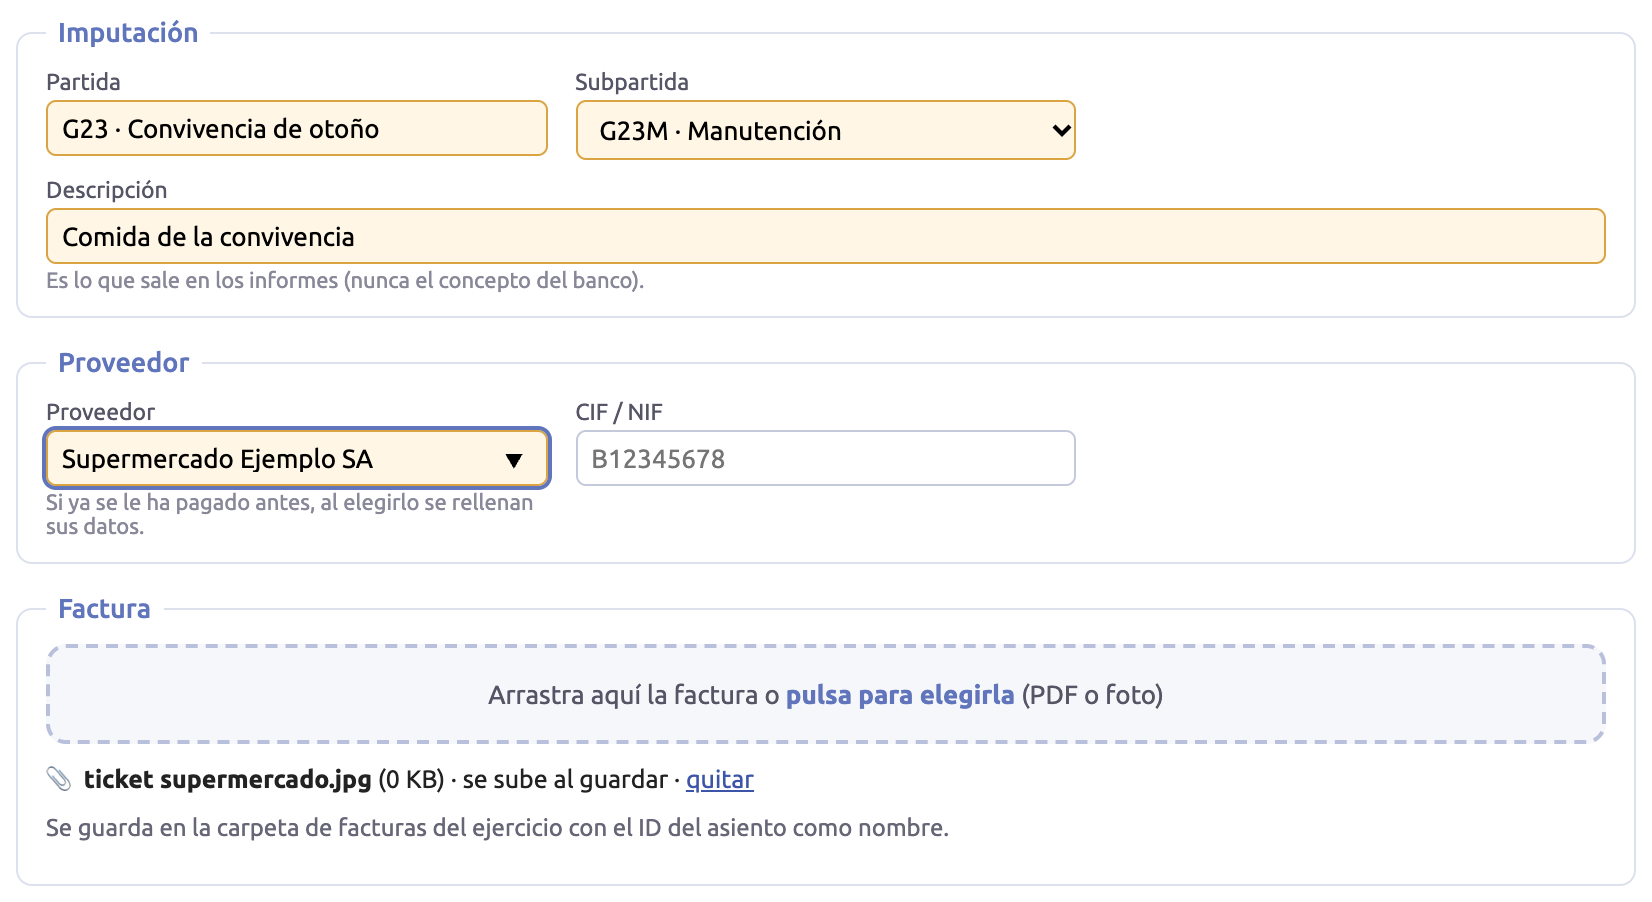 Imputación
Partida
Subpartida
G23 · Convivencia de otoño
G23M · Manutención
Descripción
Comida de la convivencia
Es lo que sale en los informes (nunca el concepto del banco).
Proveedor
Proveedor
CIF / NIF
Supermercado Ejemplo SA
B12345678
Si ya se le ha pagado antes, al elegirlo se rellenan
sus datos.
Factura
Arrastra aquí la factura o pulsa para elegirla (PDF o foto)
ticket supermercado.jpg (0 KB) · se sube al guardar · quitar
Se guarda en la carpeta de facturas del ejercicio con el ID del asiento como nombre.